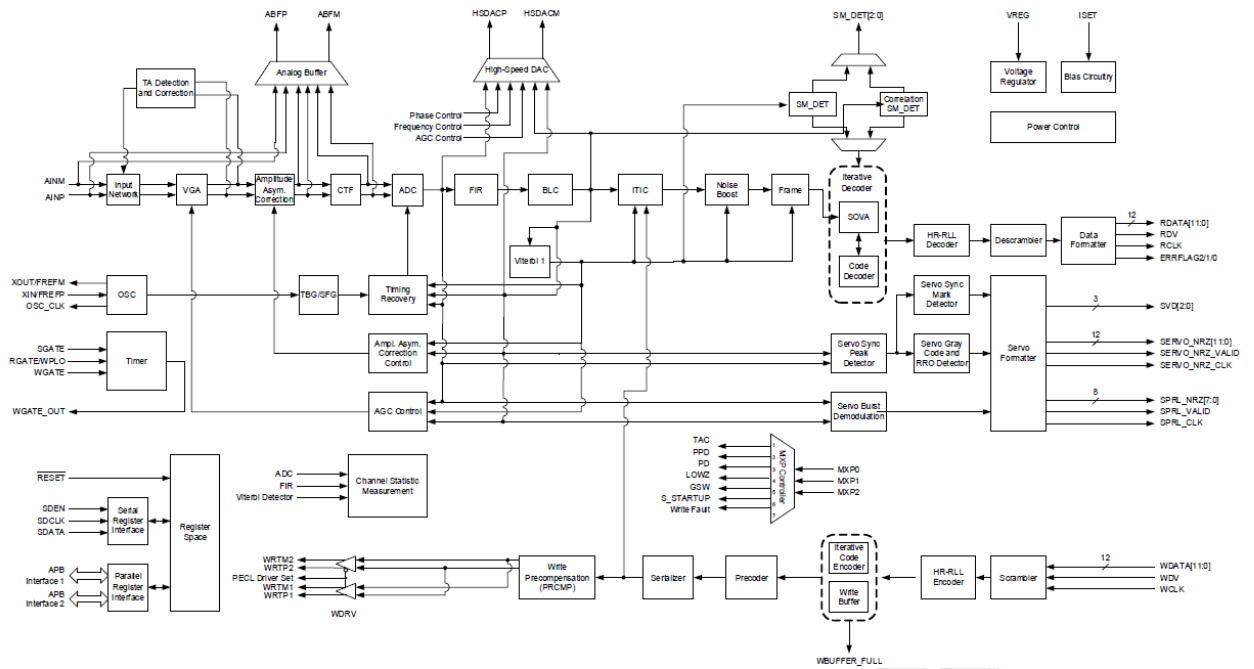 ABFP
ABFM
HSDACP
HSDACM
SM_DET[2:0]
VREG
ISET
TA Detection
and Correction
Analog Buffer
High-Speed DAC
Voltage
Regulator
Bias Circuitry
SM_DET
Correlation
SM_DET
Phase Control
Frequency Control
AGC Control
Power Control
AINM
AINP
Input
Network
VGA
Amplitude
Asym.
Correction
CTF
ADC
FIR
BLC
ITIC
Noise
Boost
Frame
Iterative
Decoder
SOVA
Code
Decoder
HR-RLL
Decoder
Descrambler
Data
Formatter
12
RDATA[11:0]
RDV
RCLK
ERRFLAG2/1/0
Viterbi 1
XOUT/FREFM
XIN/FREFP
OSC_CLK
OSC
TBG/SFG
Timing
Recovery
Servo Sync
Mark
Detector
3
SVD[2:0]
SGATE
RGATE/WPLO
WGATE
Timer
WGATE_OUT
Ampl. Asym.
Correction
Control
Servo Sync
Peak
Detector
Servo Gray
Code and
RRO Detector
Servo
Formatter
12
SERVO_NRZ[11:0]
SERVO_NRZ_VALID
SERVO_NRZ_CLK
AGC Control
Servo Burst
Demodulation
8
SPRL_NRZ[7:0]
SPRL_VALID
SPRL_CLK
RESET
SDEN
SDCLK
SDATA
Serial
Register
Interface
Register
Space
APB
Interface 1
APB
Interface 2
Parallel
Register
Interface
ADC
FIR
Viterbi Detector
Channel Statistic
Measurement
TAC
PPD
PD
LOWZ
GSW
S_STARTUP
Write Fault
1
2
3
4
5
6
7
MXP Controller
MXP0
MXP1
MXP2
WRTM2
WRTP2
PECL Driver Set
WRTM1
WRTP1
WDRV
Write
Precompensation
(PRCMP)
Serializer
Precoder
Iterative
Code
Encoder
Write
Buffer
WBUFFER_FULL
HR-RLL
Encoder
Scrambler
12
WDATA[11:0]
WDV
WCLK